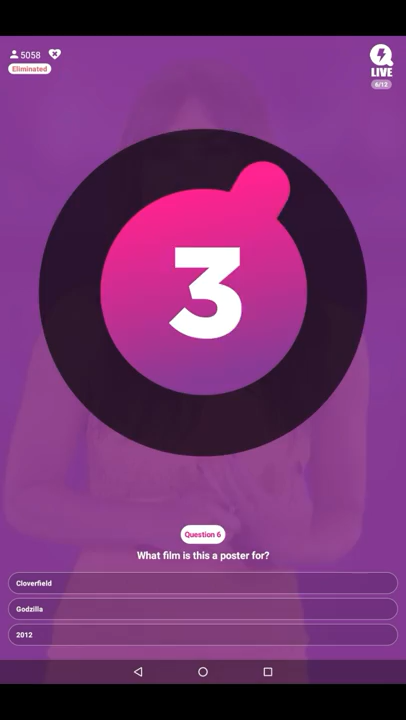 5058
Eliminated
LIVE
6/12
3
Question 6
What film is this a poster for?
Cloverfield
Godzilla
2012